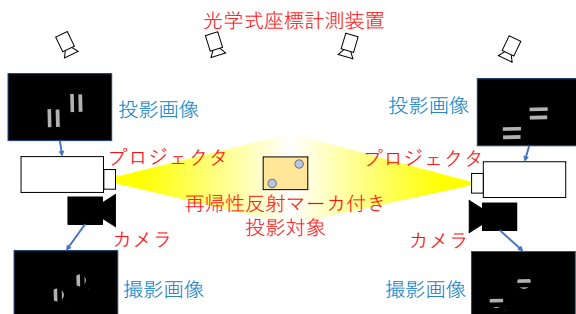 光学式座標計測装置
投影画像
投影画像
プロジェクタ
プロジェクタ
再帰性反射マーカ付き
投影対象
カメラ
カメラ
撮影画像
撮影画像